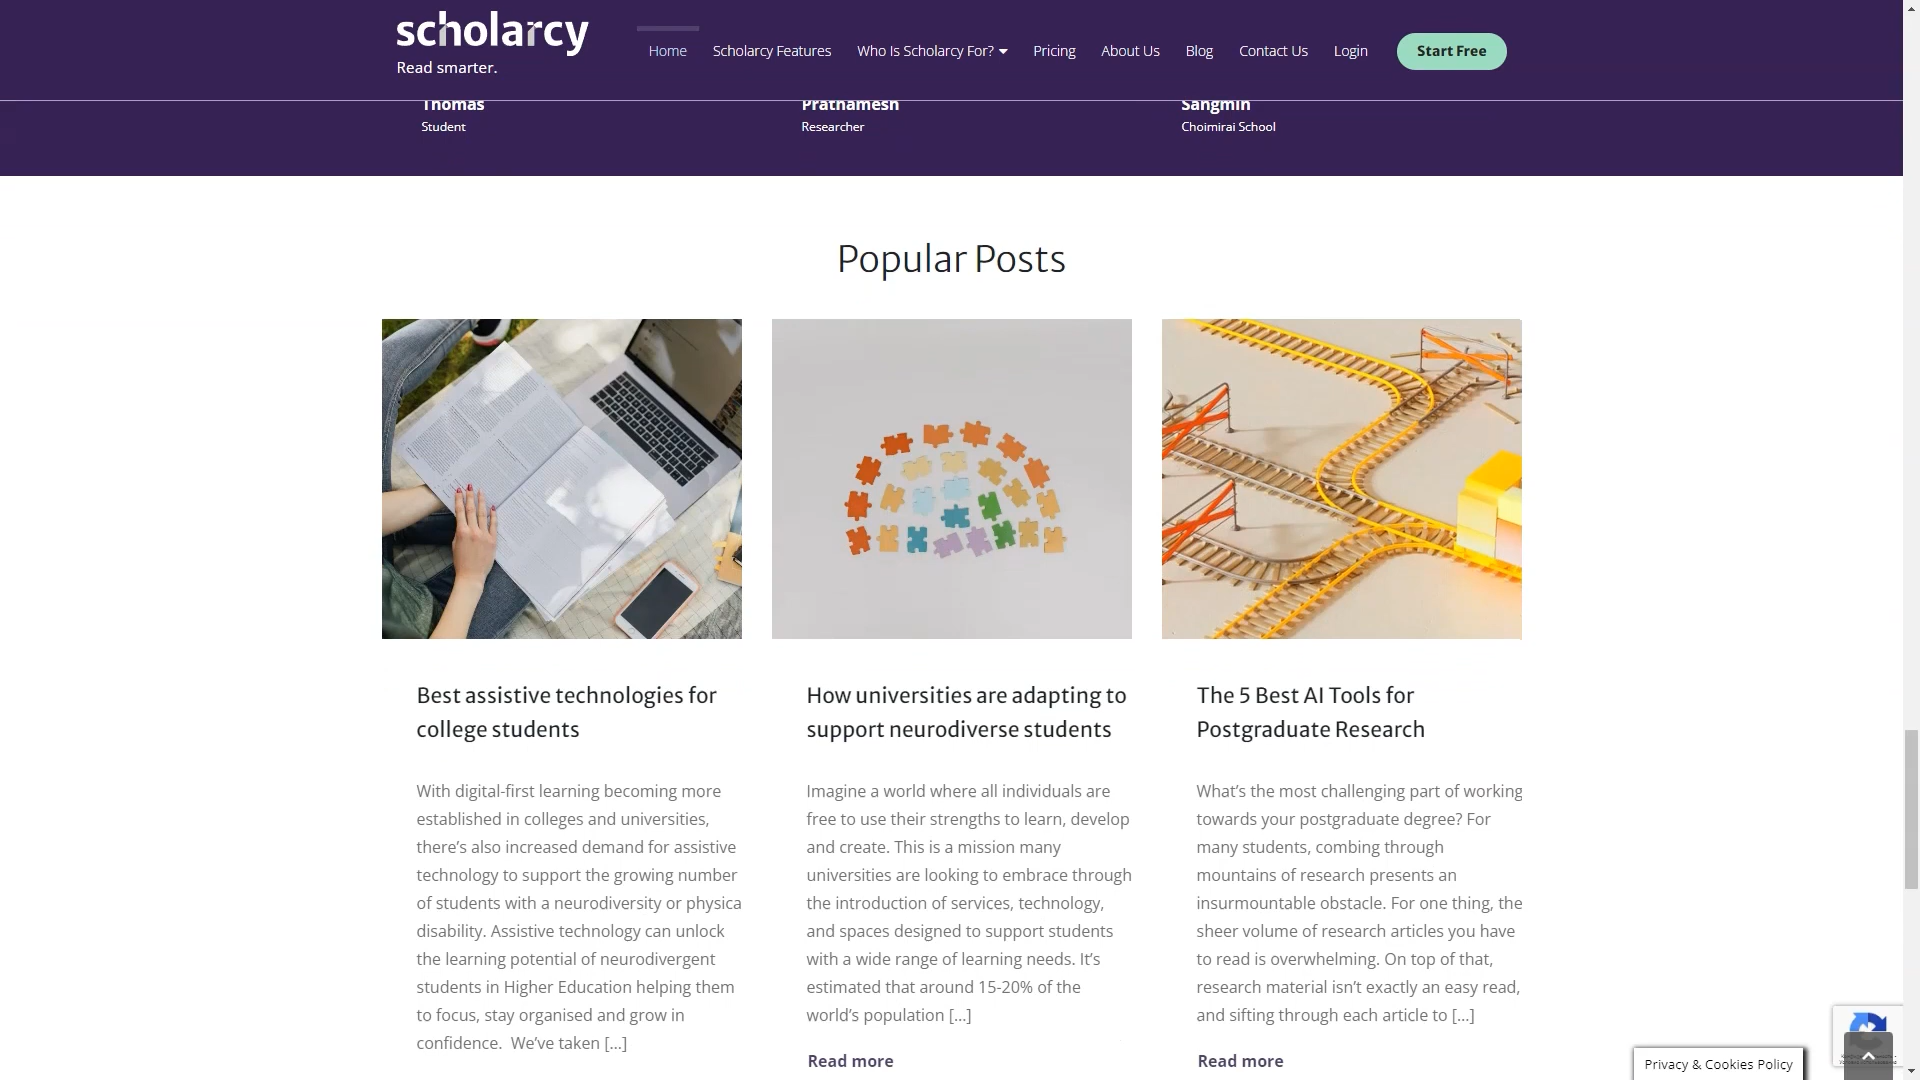 scholarcy
Read smarter.
Home
Scholarcy Features
Who Is Scholarcy For?
Pricing
About Us
Blog
Contact Us
Login
Start Free
Thomas
Student
Prathamesh
Researcher
Sangmin
Choimirai School
Popular Posts
Best assistive technologies for
college students
With digital-first learning becoming more
established in colleges and universities,
there’s also increased demand for assistive
technology to support the growing number
of students with a neurodiversity or physica
disability. Assistive technology can unlock
the learning potential of neurodivergent
students in Higher Education helping them
to focus, stay organised and grow in
confidence.  We’ve taken [...]
How universities are adapting to
support neurodiverse students
Imagine a world where all individuals are
free to use their strengths to learn, develop
and create. This is a mission many
universities are looking to embrace through
the introduction of services, technology,
and spaces designed to support students
with a wide range of learning needs. It’s
estimated that around 15-20% of the
world’s population [...]
Read more
The 5 Best AI Tools for
Postgraduate Research
What’s the most challenging part of working
towards your postgraduate degree? For
many students, combing through
mountains of research presents an
insurmountable obstacle. For one thing, the
sheer volume of research articles you have
to read is overwhelming. On top of that,
research material isn’t exactly an easy read,
and sifting through each article to [...]
Read more
Privacy & Cookies Policy